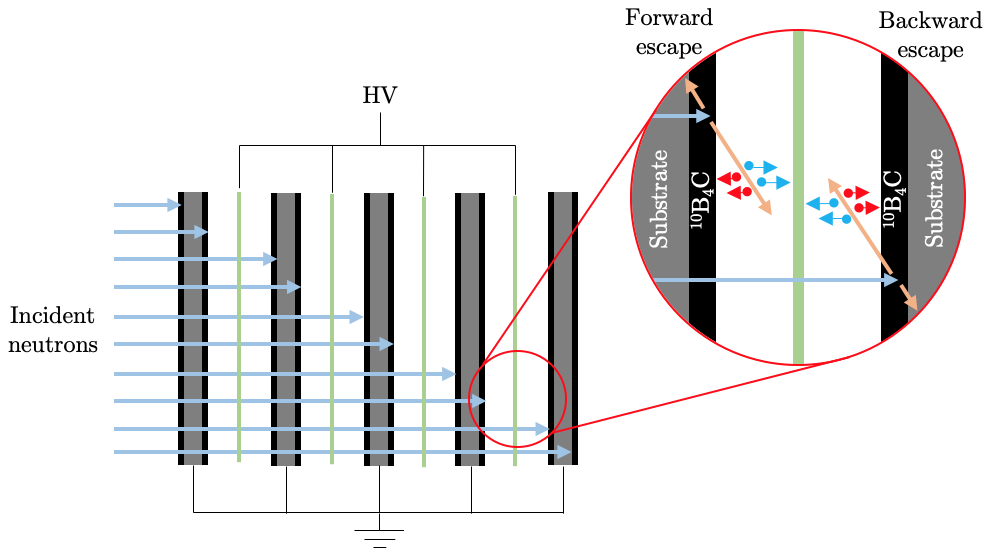 Forward
escape
Backward
escape
HV
Substrate
¹⁰B₄C
¹⁰B₄C
Substrate
Incident
neutrons